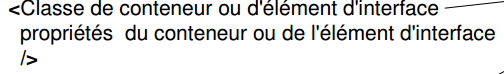 <Classe de conteneur ou d'élément d'interface
propriétés du conteneur ou de l'élément d'interface
/>